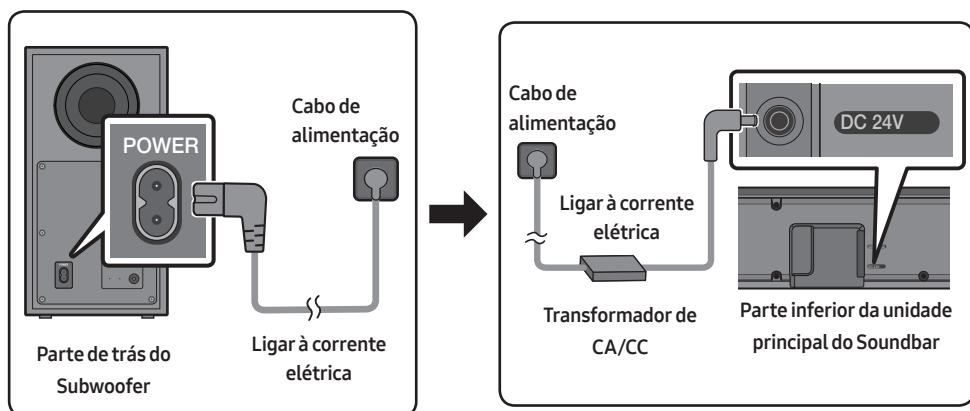 POWER
Cabo de
alimentação
Parte de trás do
Subwoofer
Ligar à corrente
elétrica
Cabo de
alimentação
DC 24V
Ligar à corrente
elétrica
Transformador de
CA/CC
Parte inferior da unidade
principal do Soundbar